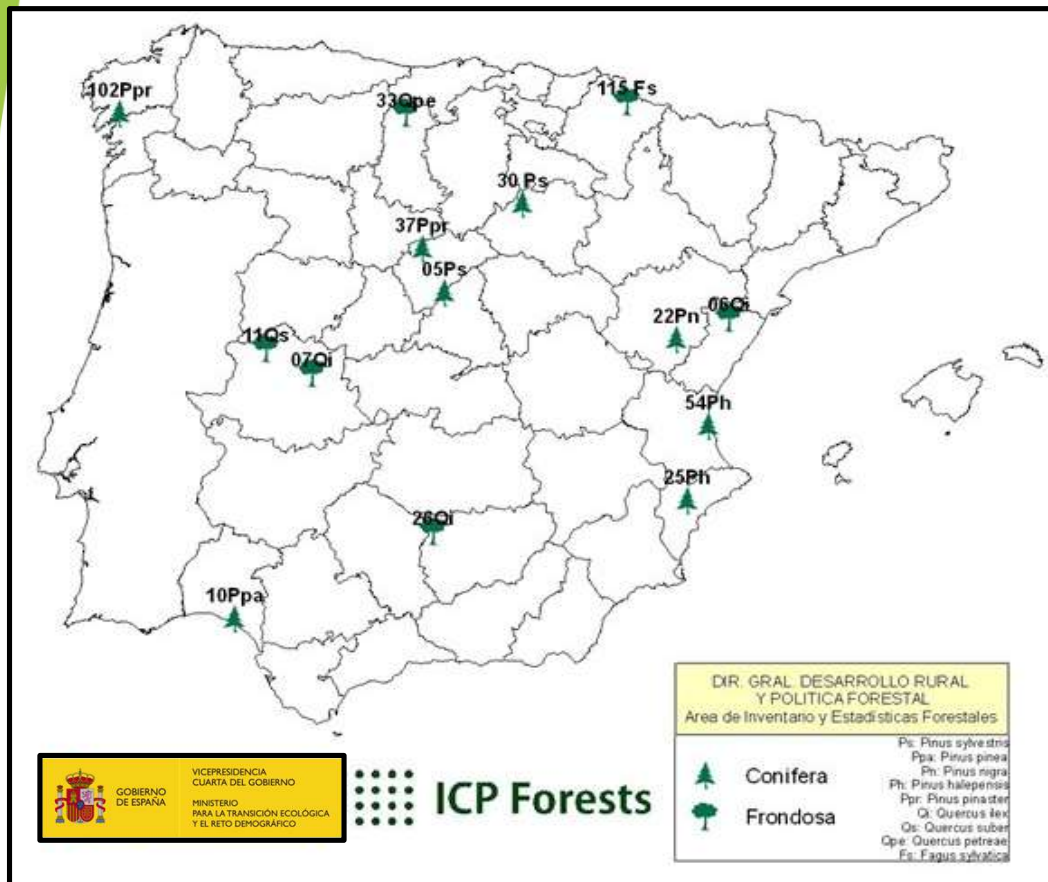 102Ppr
33Qpe
115 Fs
30 Ps
37Ppr
05Ps
22Pn
06Qi
11Qs
07Qi
54Ph
25Ph
26Qi
10Ppa
DIR. GRAL. DESARROLLO RURAL
Y POLITICA FORESTAL
Area de Inventario y Estadísticas Forestales
Conifera
Frondosa
Ps: Pinus sylvestris
Ppa: Pinus pinea
Pn: Pinus nigra
Ph: Pinus halepensis
Ppr: Pinus pinaster
Qi: Quercus ilex
Qs: Quercus suber
Qpe: Quercus petreae
Fs: Fagus sylvatica
GOBIERNO
DE ESPAÑA
VICEPRESIDENCIA
CUARTA DEL GOBIERNO
MINISTERIO
PARA LA TRANSICIÓN ECOLÓGICA
Y EL RETO DEMOGRÁFICO
ICP Forests